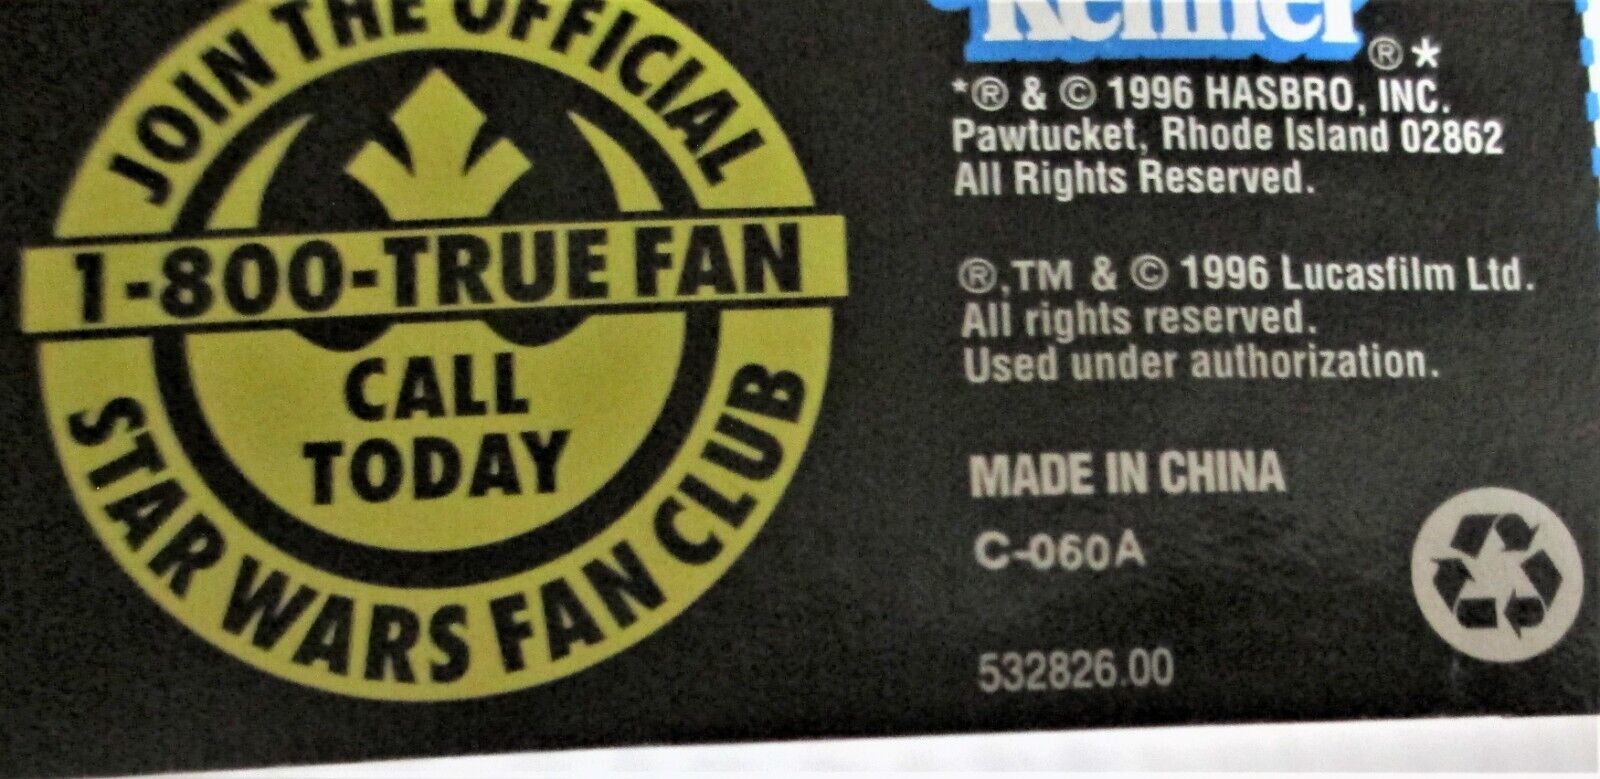 JOIN THE OFFICIAL
1-800-TRUE FAN
CALL
TODAY
STAR WARS FAN CLUB
Kenner ® *
*® & © 1996 HASBRO, INC.
Pawtucket, Rhode Island 02862
All Rights Reserved.
®,TM & © 1996 Lucasfilm Ltd.
All rights reserved.
Used under authorization.
MADE IN CHINA
C-060A
532826.00